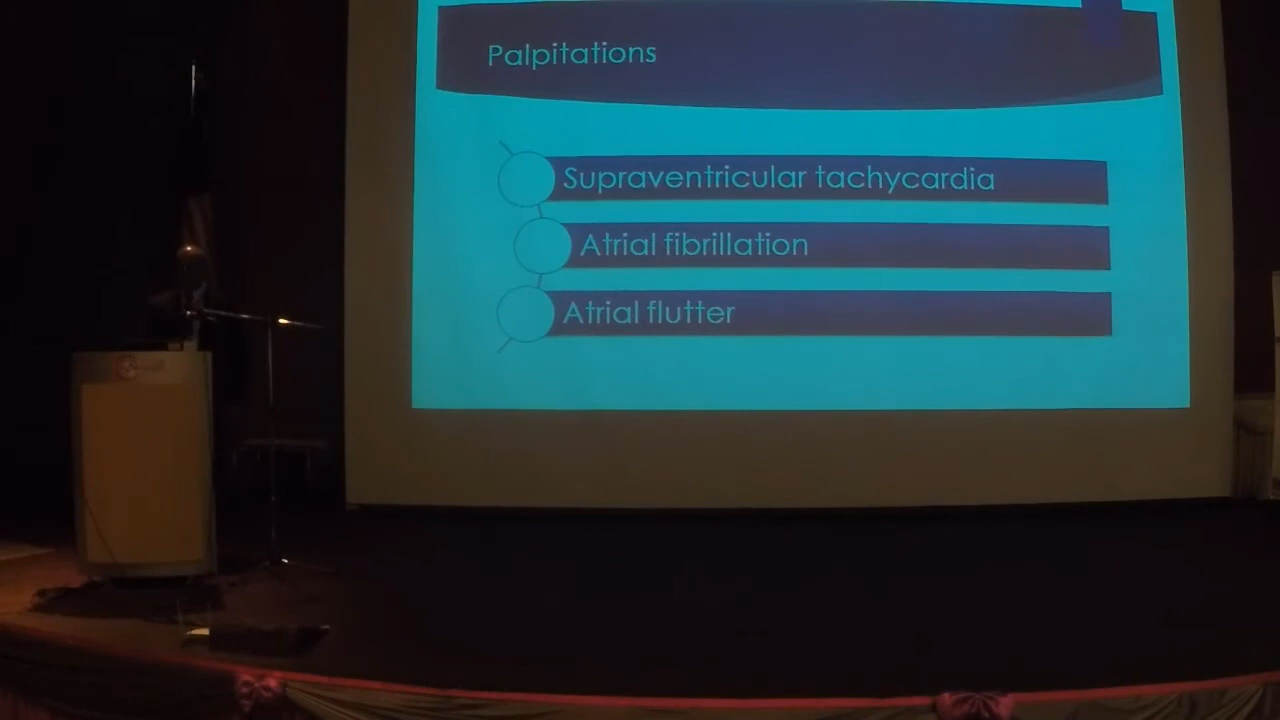 Palpitations
Supraventricular tachycardia
Atrial fibrillation
Atrial flutter